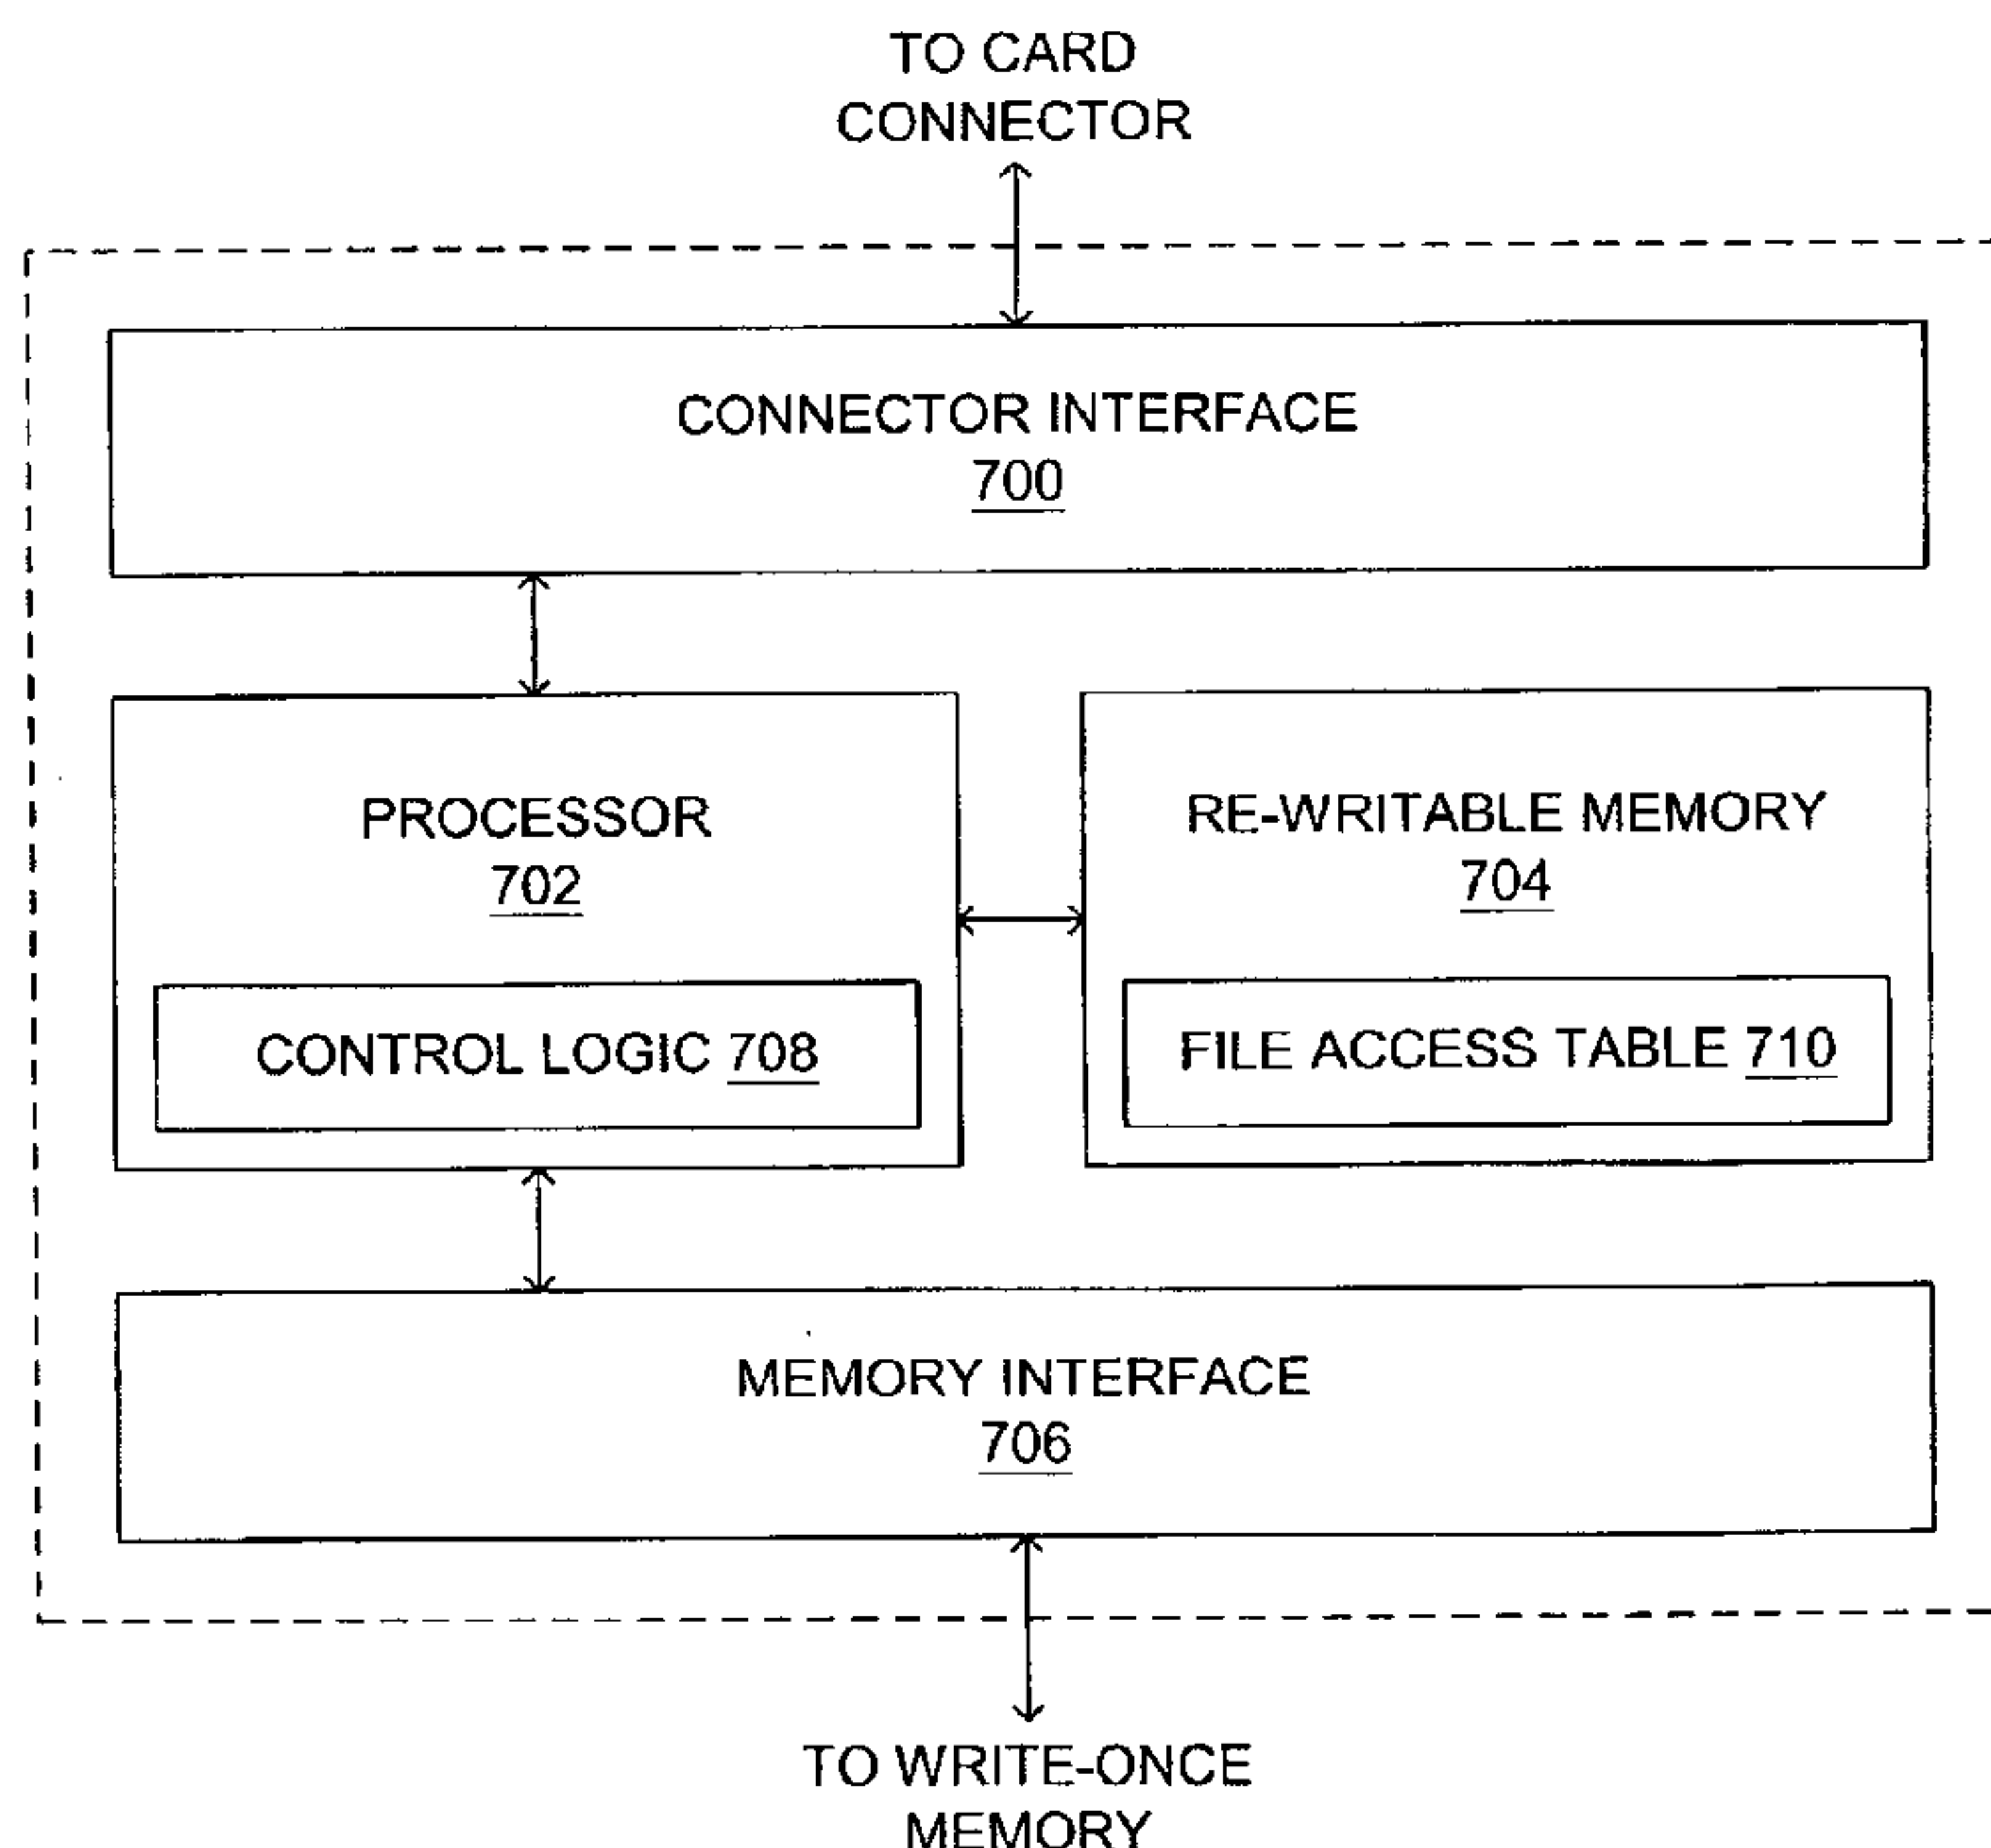 TO CARD
CONNECTOR
CONNECTOR INTERFACE
700
PROCESSOR
702
RE-WRITABLE MEMORY
704
CONTROL LOGIC 708
FILE ACCESS TABLE 710
MEMORY INTERFACE
706
TO WRITE-ONCE
MEMORY